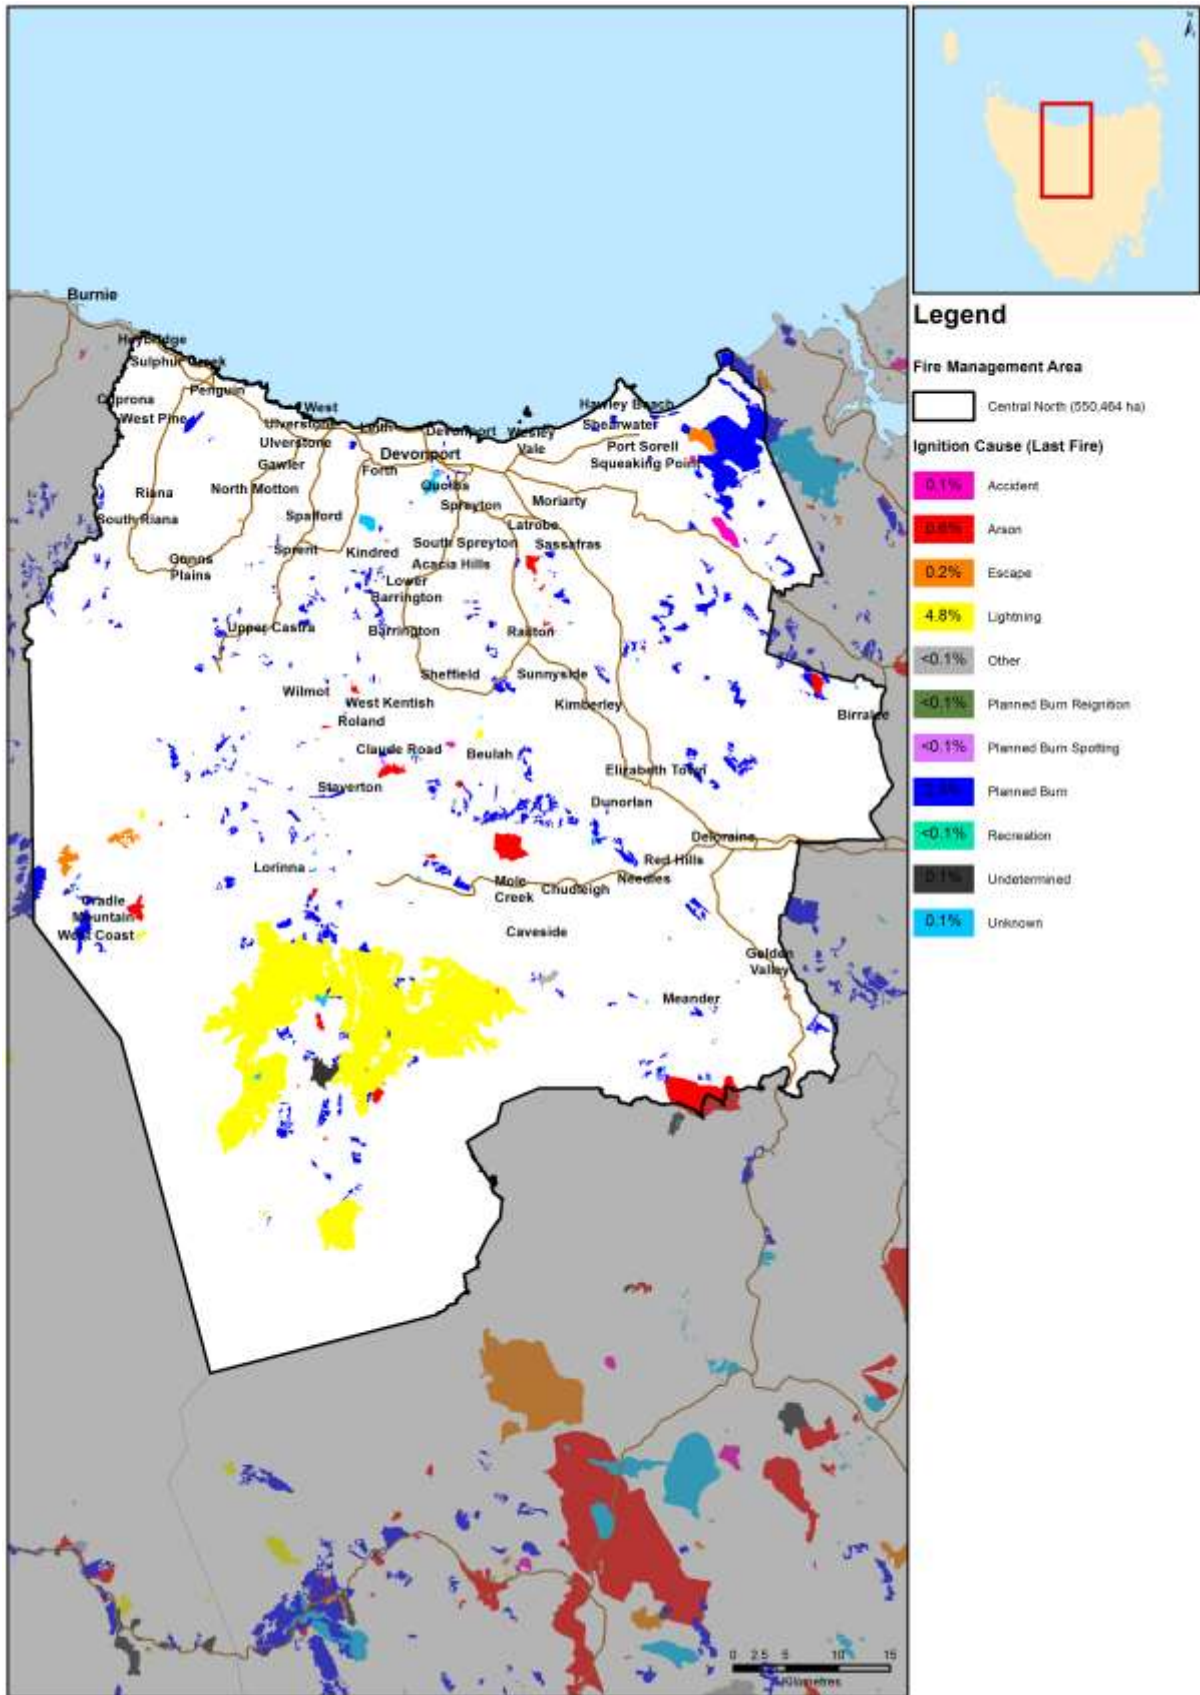 N
Burnie
Heybridge
Sulphur Creek
Penguin
Cuprona
West Pine
West
Ulverstone
Ulverstone
Leith
Devonport
Wesley
Vale
Hawley Beach
Shearwater
Port Sorell
Squeaking Point
Devonport
Forth
Gawler
Quoiba
Riana
North Motton
Spreyton
Moriarty
South Riana
Spalford
Latrobe
Sprent
Kindred
South Spreyton
Sassafras
Gunns
Plains
Acacia Hills
Lower
Barrington
Upper Castra
Barrington
Railton
Sheffield
Sunnyside
Wilmot
West Kentish
Kimberley
Birralee
Roland
Claude Road
Beulah
Elizabeth Town
Staverton
Dunorlan
Deloraine
Lorinna
Red Hills
Mole
Creek
Chudleigh
Needles
Cradle
Mountain
West Coast
Caveside
Golden
Valley
Meander
0 2.5 5 10 15
Kilometres
Legend
Fire Management Area
Central North (550,464 ha)
Ignition Cause (Last Fire)
0.1% Accident
0.6% Arson
0.2% Escape
4.8% Lightning
<0.1% Other
<0.1% Planned Burn Reignition
<0.1% Planned Burn Spotting
Planned Burn
<0.1% Recreation
0.1% Undetermined
0.1% Unknown